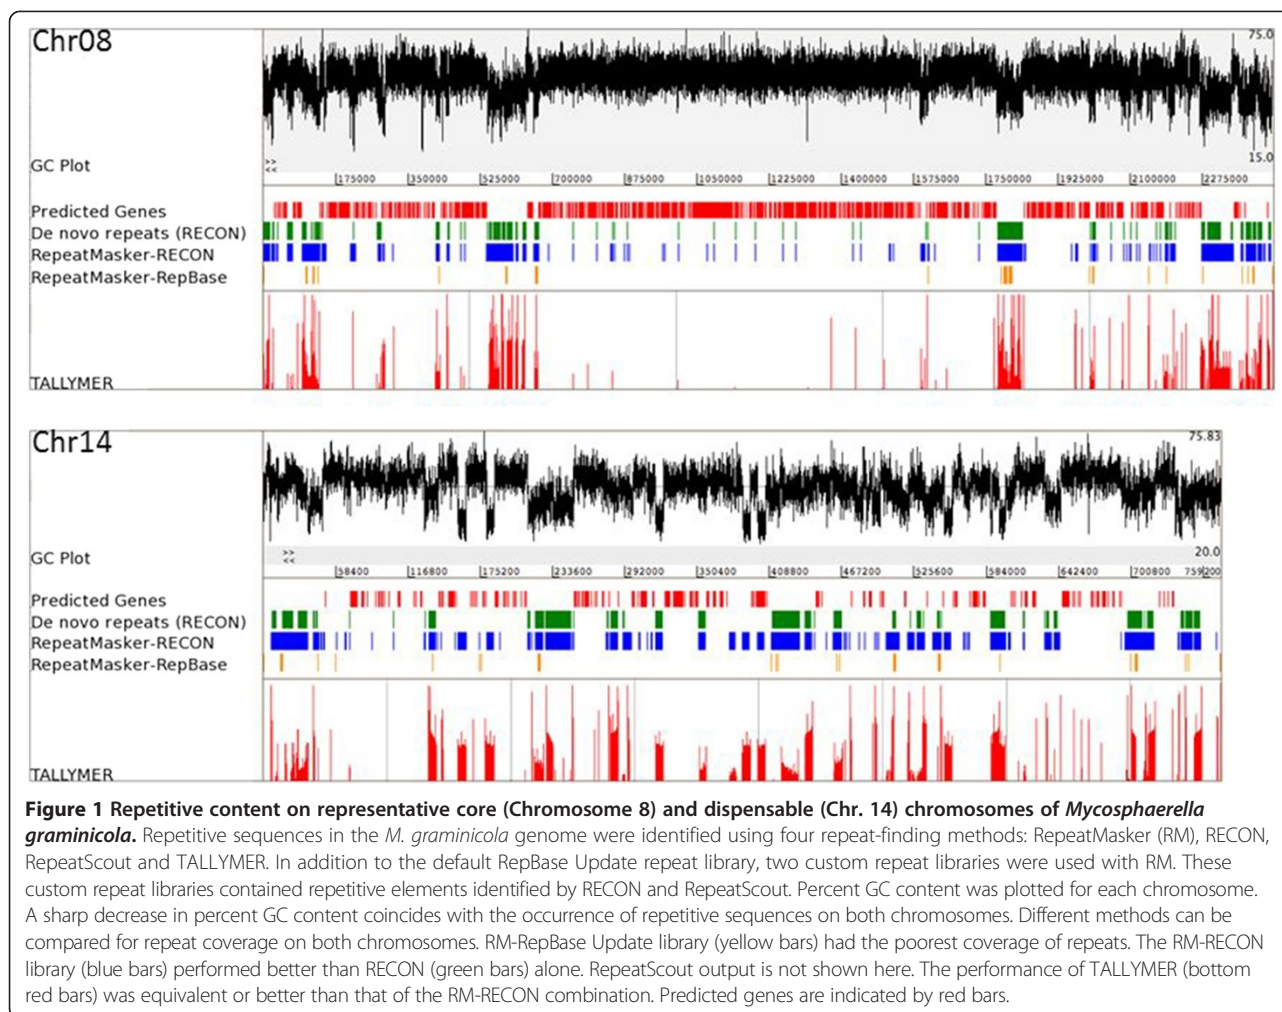 Chr08
75.0
GC Plot
>>
<<
15.0
175000 350000 525000 700000 875000 1050000 1225000 1400000 1575000 1750000 1925000 2100000 2275000
Predicted Genes
De novo repeats (RECON)
RepeatMasker-RECON
RepeatMasker-RepBase
TALLYMER
Chr14
75.83
GC Plot
>>
<<
20.0
58400 116800 175200 233600 292000 350400 408800 467200 525600 584000 642400 700800 759200
Predicted Genes
De novo repeats (RECON)
RepeatMasker-RECON
RepeatMasker-RepBase
TALLYMER
Figure 1 Repetitive content on representative core (Chromosome 8) and dispensable (Chr. 14) chromosomes of Mycosphaerella
graminicola. Repetitive sequences in the M. graminicola genome were identified using four repeat-finding methods: RepeatMasker (RM), RECON,
RepeatScout and TALLYMER. In addition to the default RepBase Update repeat library, two custom repeat libraries were used with RM. These
custom repeat libraries contained repetitive elements identified by RECON and RepeatScout. Percent GC content was plotted for each chromosome.
A sharp decrease in percent GC content coincides with the occurrence of repetitive sequences on both chromosomes. Different methods can be
compared for repeat coverage on both chromosomes. RM-RepBase Update library (yellow bars) had the poorest coverage of repeats. The RM-RECON
library (blue bars) performed better than RECON (green bars) alone. RepeatScout output is not shown here. The performance of TALLYMER (bottom
red bars) was equivalent or better than that of the RM-RECON combination. Predicted genes are indicated by red bars.